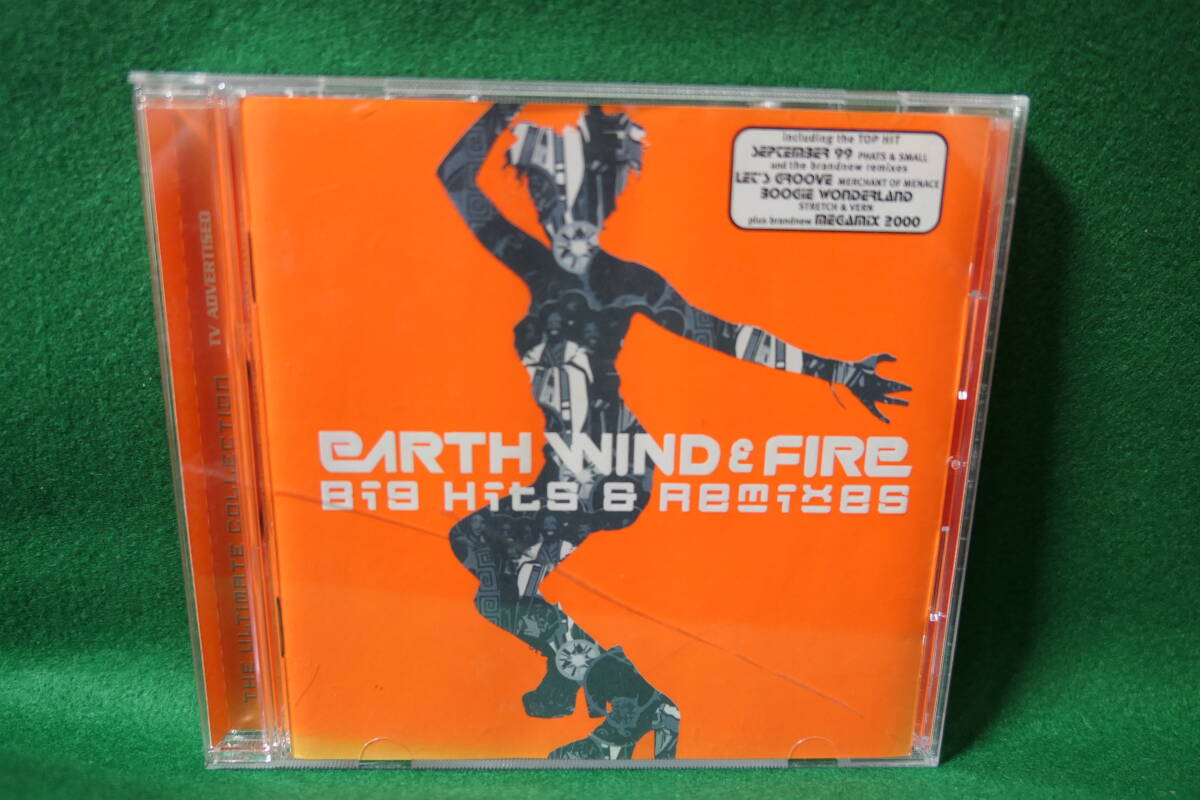 including the TOP HIT
SEPTEMBER 99 PHATS & SMALL
and the brandnew remixes
LET'S GROOVE MERCHANT OF MENACE
BOOGIE WONDERLAND
STRETCH & VERN
plus brandnew MEGAMIX 2000
EARTH WIND & FIRE
Big Hits & Remixes
THE ULTIMATE COLLECTION
TV ADVERTISED